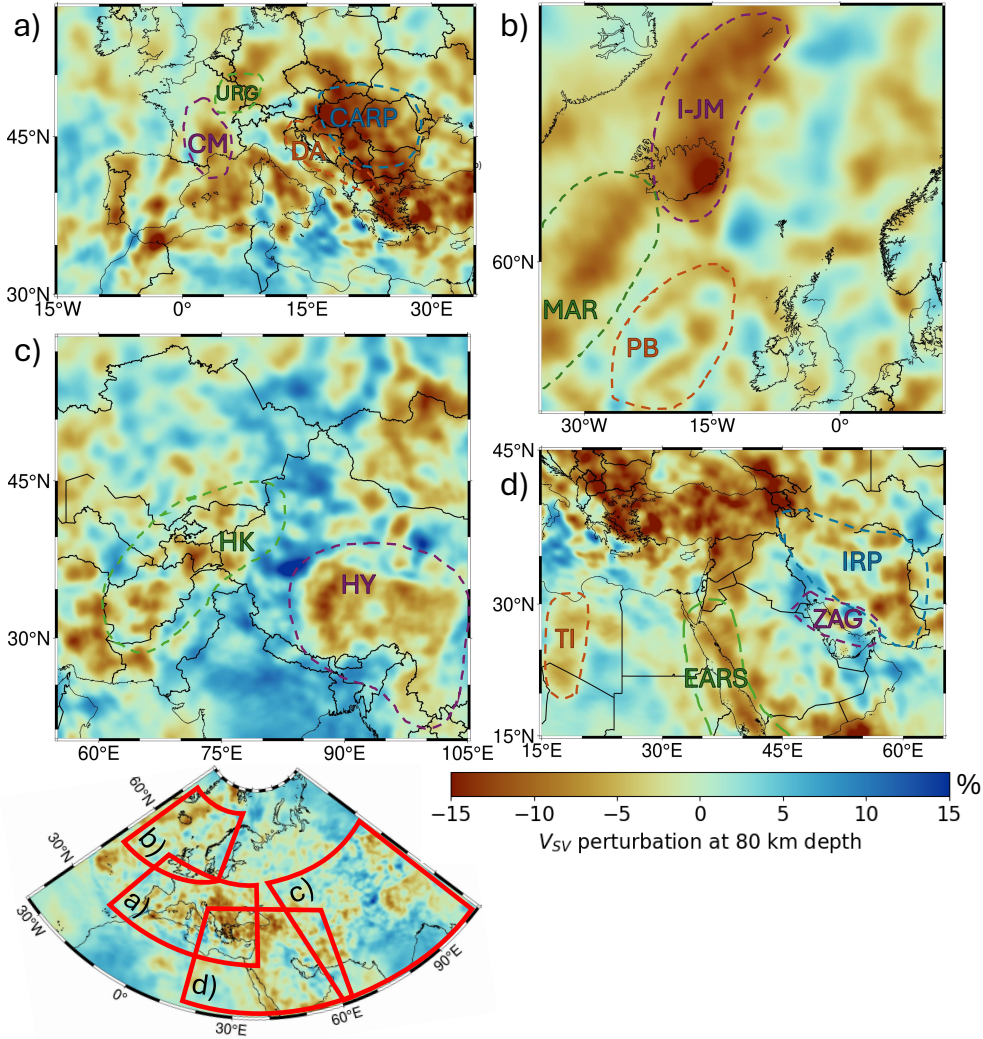 a)
URG
CARP
CM
DA
45°N
30°N
15°W
0°
15°E
30°E
b)
I-JM
60°N
MAR
PB
30°W
15°W
0°
c)
45°N
HK
HY
30°N
60°E
75°E
90°E
105°E
45°N
d)
IRP
30°N
ZAG
TI
EARS
15°N
15°E
30°E
45°E
60°E
60°N
b)
30°N
a)
c)
30°W
d)
90°E
0°
60°E
30°E
%
−15
−10
−5
0
5
10
15
VSV perturbation at 80 km depth